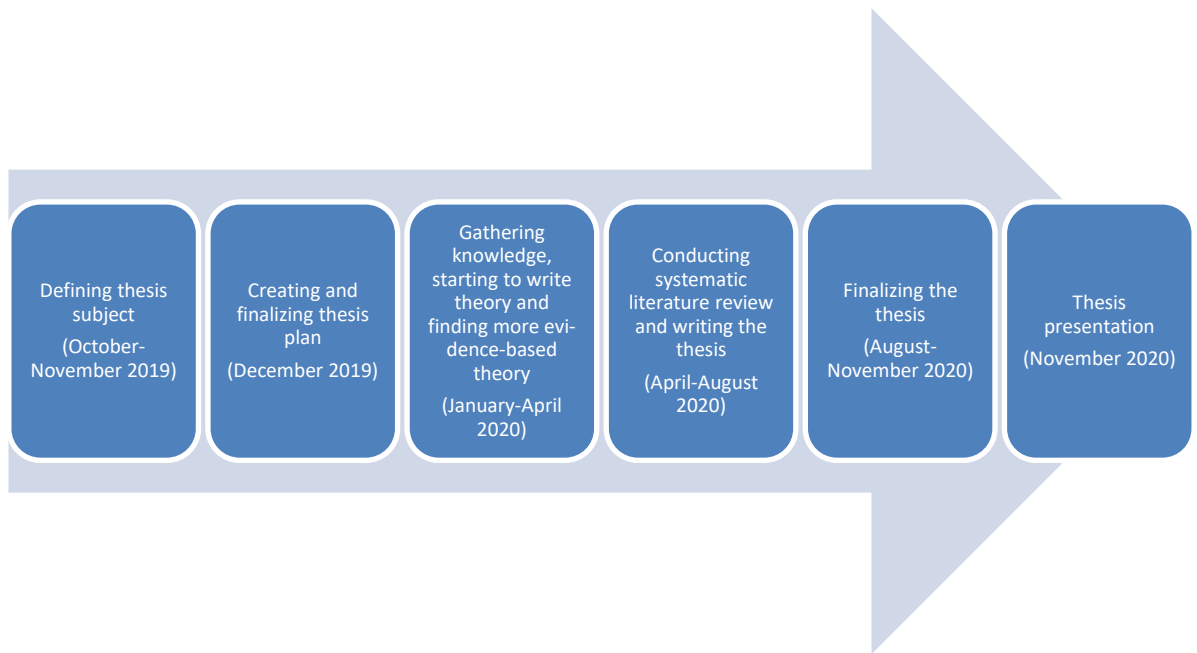 Defining thesis
subject
(October-
November 2019)
Creating and
finalizing thesis
plan
(December 2019)
Gathering
knowledge,
starting to write
theory and
finding more evi-
dence-based
theory
(January-April
2020)
Conducting
systematic
literature review
and writing the
thesis
(April-August
2020)
Finalizing the
thesis
(August-
November 2020)
Thesis
presentation
(November 2020)